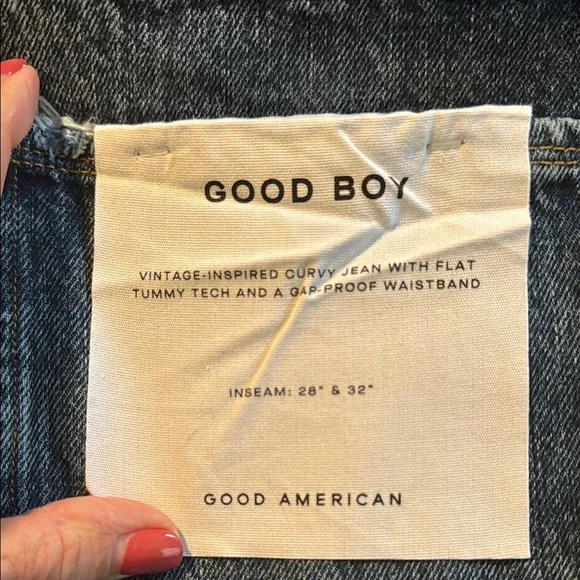 GOOD BOY
VINTAGE-INSPIRED CURVY JEAN WITH FLAT
TUMMY TECH AND A GAP-PROOF WAISTBAND
INSEAM: 28" & 32"
GOOD AMERICAN